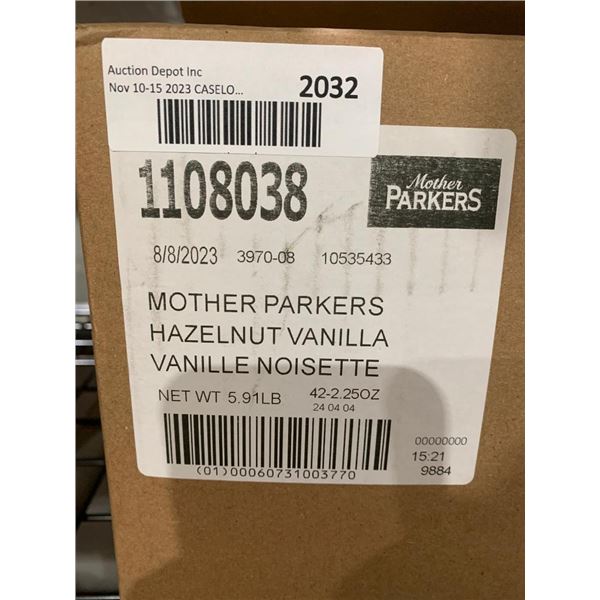 Auction Depot Inc
Nov 10-15 2023 CASELO...
2032
1108038
Mother
PARKERS
8/8/2023 3970-08 10535433
MOTHER PARKERS
HAZELNUT VANILLA
VANILLE NOISETTE
NET WT 5.91LB 42-2.25OZ
24 04 04
00000000
15:21
9884
(01)00060731003770